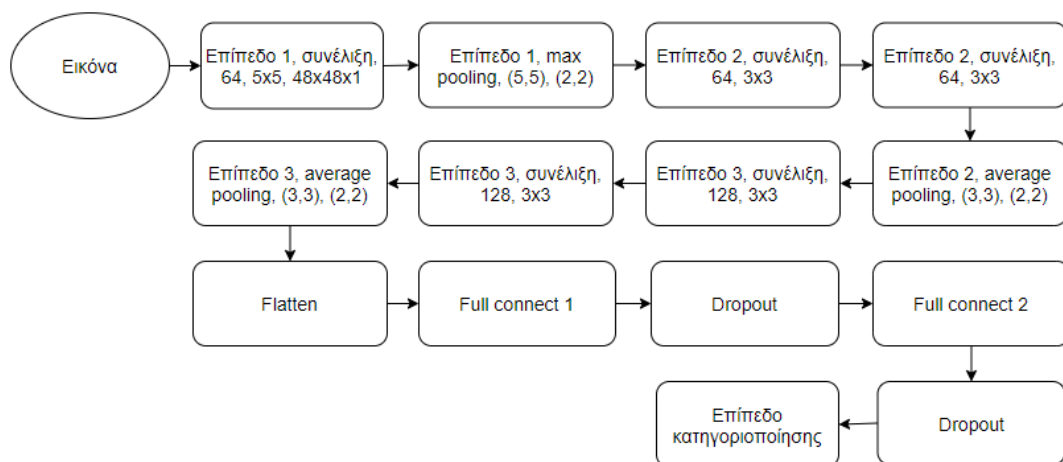 Εικόνα
Επίπεδο 1, συνέλιξη,
64, 5x5, 48x48x1
Επίπεδο 1, max
pooling, (5,5), (2,2)
Επίπεδο 2, συνέλιξη,
64, 3x3
Επίπεδο 2, συνέλιξη,
64, 3x3
Επίπεδο 2, average
pooling, (3,3), (2,2)
Επίπεδο 3, συνέλιξη,
128, 3x3
Επίπεδο 3, συνέλιξη,
128, 3x3
Επίπεδο 3, average
pooling, (3,3), (2,2)
Flatten
Full connect 1
Dropout
Full connect 2
Dropout
Επίπεδο
κατηγοριοποίησης